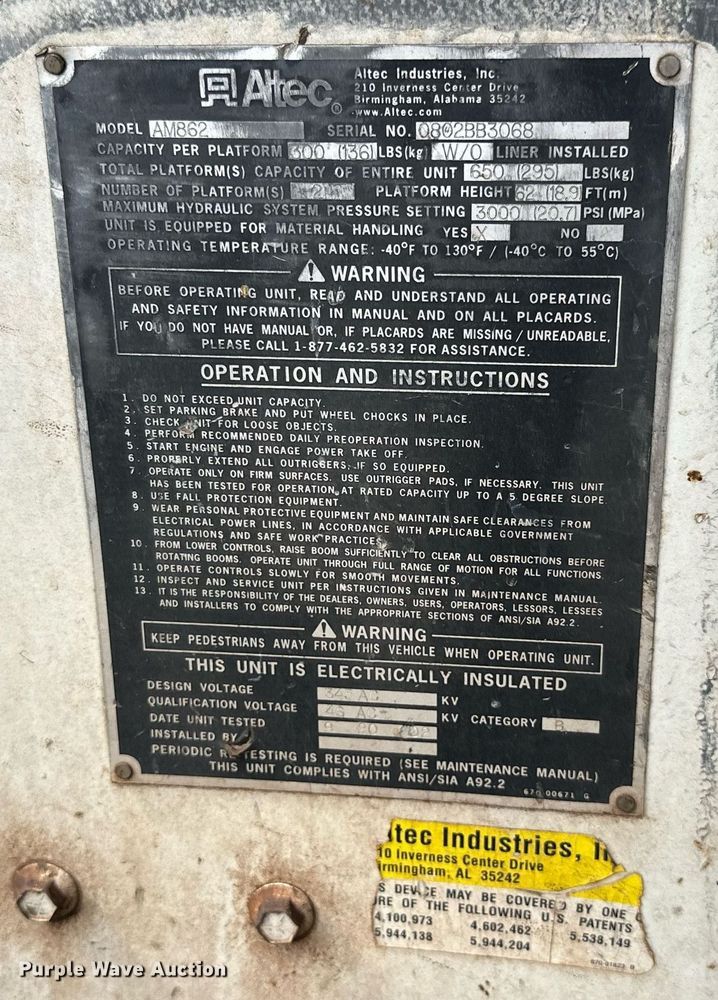 Altec® Altec Industries, Inc.
210 Inverness Center Drive
Birmingham, Alabama 35242
www.Altec.com
MODEL AM862 SERIAL NO. 0802BB3068
CAPACITY PER PLATFORM 300 (136) LBS(kg) W/O LINER INSTALLED
TOTAL PLATFORM(S) CAPACITY OF ENTIRE UNIT 650 (295) LBS(kg)
NUMBER OF PLATFORM(S) 2 PLATFORM HEIGHT 62 (18.9) FT(m)
MAXIMUM HYDRAULIC SYSTEM PRESSURE SETTING 3000 (20.7) PSI (MPa)
UNIT IS EQUIPPED FOR MATERIAL HANDLING YES X NO
OPERATING TEMPERATURE RANGE: -40°F TO 130°F / (-40°C TO 55°C)
⚠ WARNING
BEFORE OPERATING UNIT, READ AND UNDERSTAND ALL OPERATING
AND SAFETY INFORMATION IN MANUAL AND ON ALL PLACARDS.
IF YOU DO NOT HAVE MANUAL OR, IF PLACARDS ARE MISSING / UNREADABLE,
PLEASE CALL 1-877-462-5832 FOR ASSISTANCE.
OPERATION AND INSTRUCTIONS
1. DO NOT EXCEED UNIT CAPACITY.
2. SET PARKING BRAKE AND PUT WHEEL CHOCKS IN PLACE.
3. CHECK UNIT FOR LOOSE OBJECTS.
4. PERFORM RECOMMENDED DAILY PREOPERATION INSPECTION.
5. START ENGINE AND ENGAGE POWER TAKE OFF.
6. PROPERLY EXTEND ALL OUTRIGGERS, IF SO EQUIPPED.
7. OPERATE ONLY ON FIRM SURFACES. USE OUTRIGGER PADS, IF NECESSARY. THIS UNIT
HAS BEEN TESTED FOR OPERATION AT RATED CAPACITY UP TO A 5 DEGREE SLOPE.
8. USE FALL PROTECTION EQUIPMENT.
9. WEAR PERSONAL PROTECTIVE EQUIPMENT AND MAINTAIN SAFE CLEARANCES FROM
ELECTRICAL POWER LINES, IN ACCORDANCE WITH APPLICABLE GOVERNMENT
REGULATIONS AND SAFE WORK PRACTICES.
10. FROM LOWER CONTROLS, RAISE BOOM SUFFICIENTLY TO CLEAR ALL OBSTRUCTIONS BEFORE
ROTATING BOOMS. OPERATE UNIT THROUGH FULL RANGE OF MOTION FOR ALL FUNCTIONS.
11. OPERATE CONTROLS SLOWLY FOR SMOOTH MOVEMENTS.
12. INSPECT AND SERVICE UNIT PER INSTRUCTIONS GIVEN IN MAINTENANCE MANUAL.
13. IT IS THE RESPONSIBILITY OF THE DEALERS, OWNERS, USERS, OPERATORS, LESSORS, LESSEES
AND INSTALLERS TO COMPLY WITH THE APPROPRIATE SECTIONS OF ANSI/SIA A92.2.
⚠ WARNING
KEEP PEDESTRIANS AWAY FROM THIS VEHICLE WHEN OPERATING UNIT.
THIS UNIT IS ELECTRICALLY INSULATED
DESIGN VOLTAGE KV
QUALIFICATION VOLTAGE 46 AC KV CATEGORY B
DATE UNIT TESTED
INSTALLED BY
PERIODIC RETESTING IS REQUIRED (SEE MAINTENANCE MANUAL)
THIS UNIT COMPLIES WITH ANSI/SIA A92.2
670 00671 G
ltec Industries, In
10 Inverness Center Drive
irmingham, AL 35242
S DEVICE MAY BE COVERED BY ONE
RE OF THE FOLLOWING U.S. PATENTS
4,100,973 4,602,462 5,538,149
5,944,138 5,944,204
Purple Wave Auction